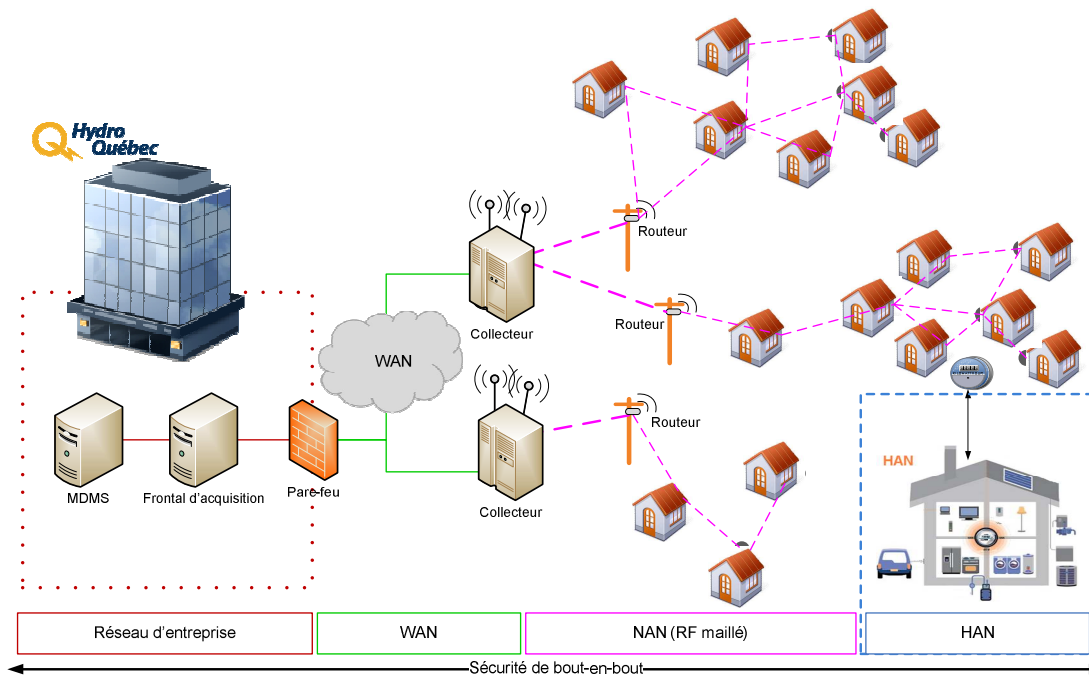 Hydro
Québec
Routeur
Collecteur
Routeur
WAN
Routeur
HAN
MDMS
Frontal d'acquisition
Pare-feu
Collecteur
Réseau d'entreprise
WAN
NAN (RF maillé)
HAN
Sécurité de bout-en-bout